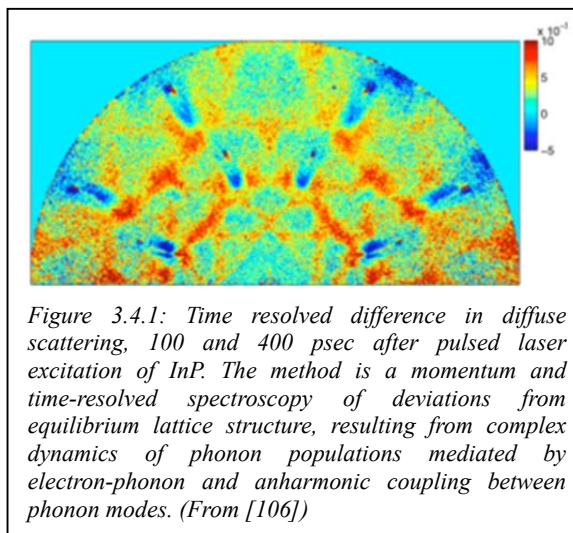 x 10⁻³
10
5
0
-5
Figure 3.4.1: Time resolved difference in diffuse
scattering, 100 and 400 psec after pulsed laser
excitation of InP. The method is a momentum and
time-resolved spectroscopy of deviations from
equilibrium lattice structure, resulting from complex
dynamics of phonon populations mediated by
electron-phonon and anharmonic coupling between
phonon modes. (From [106])